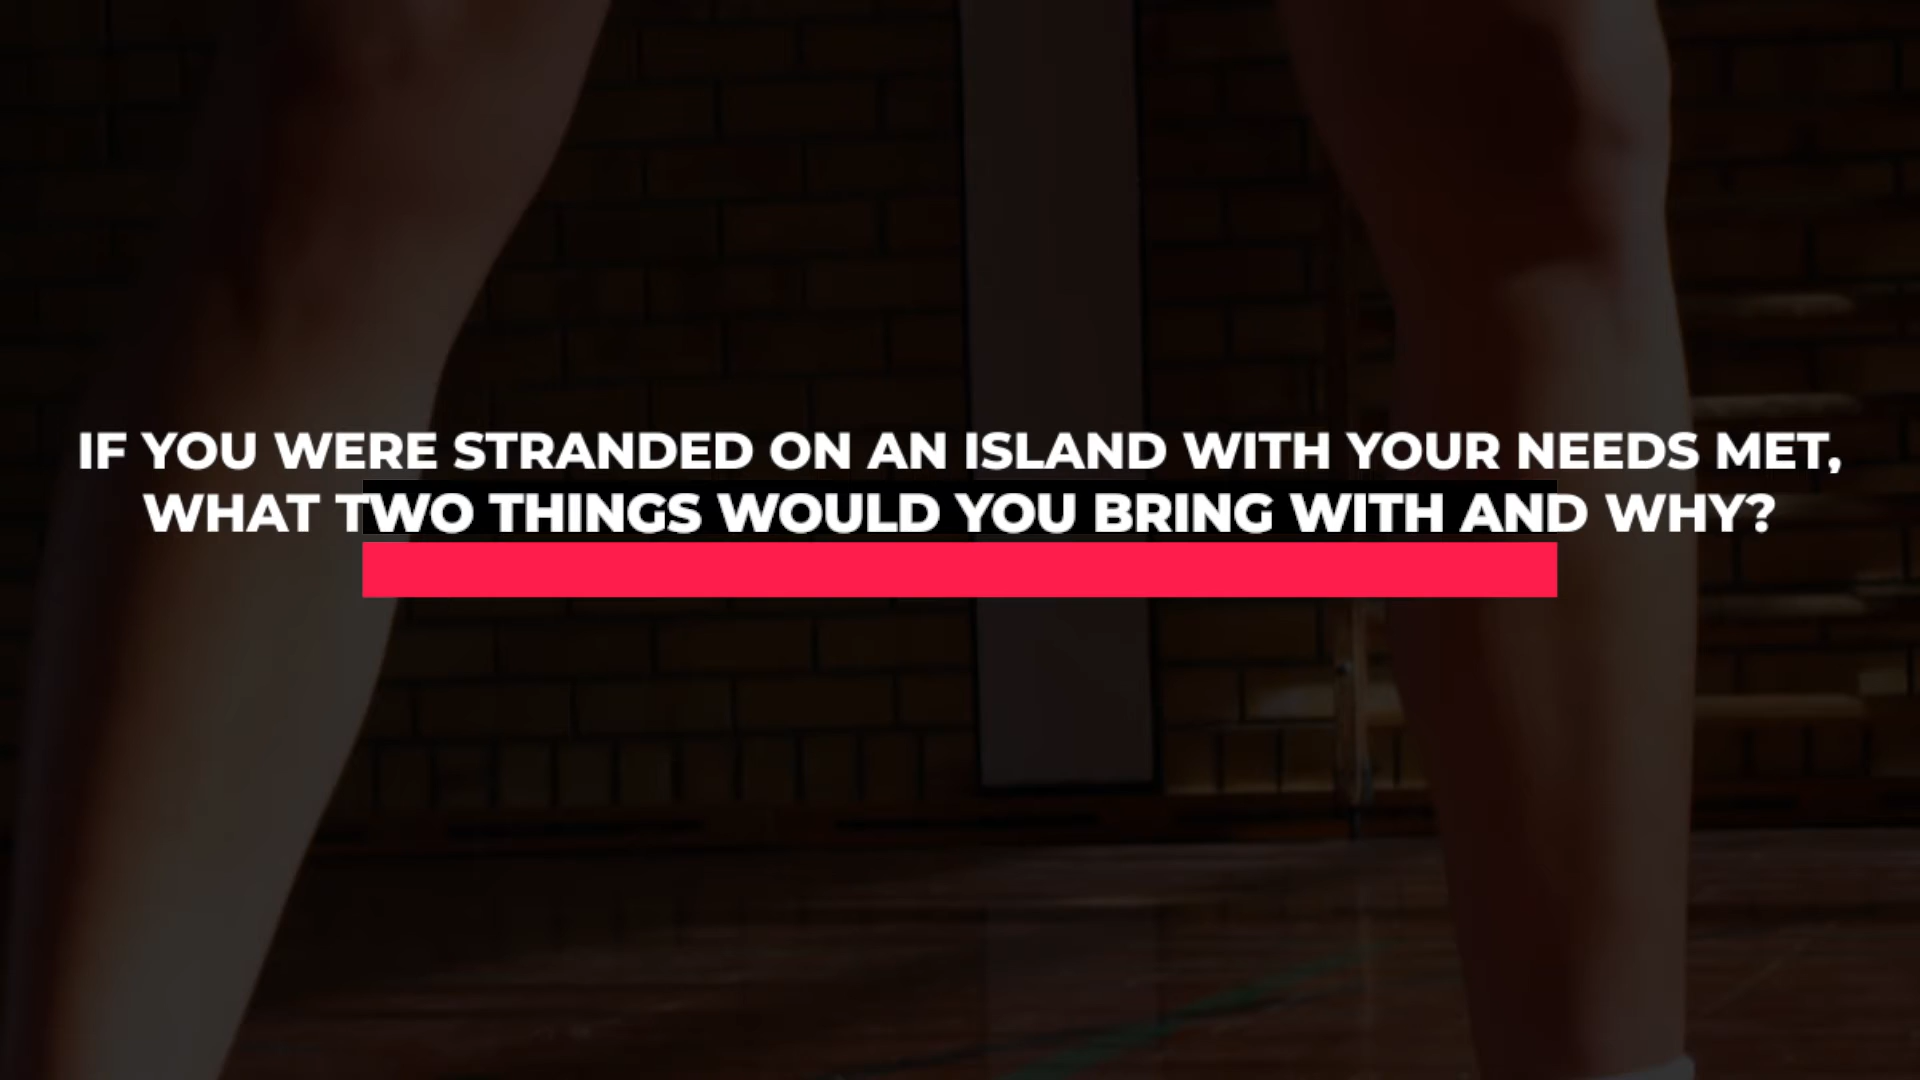 IF YOU WERE STRANDED ON AN ISLAND WITH YOUR NEEDS MET,
WHAT TWO THINGS WOULD YOU BRING WITH AND WHY?